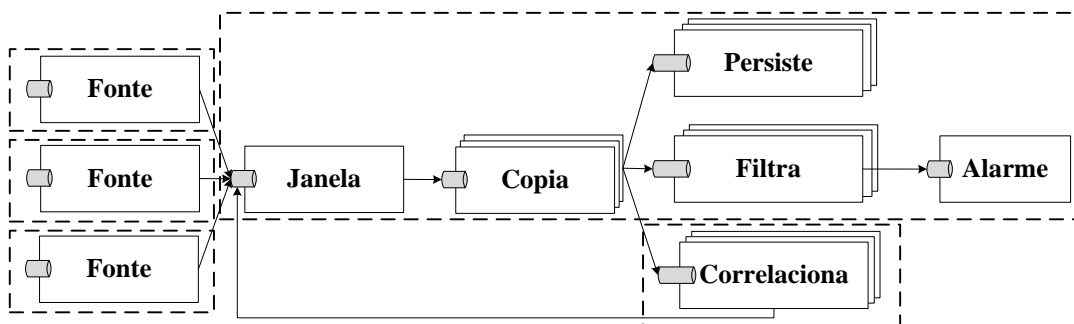 Fonte
Fonte
Fonte
Janela
Copia
Persiste
Filtra
Alarme
Correlaciona